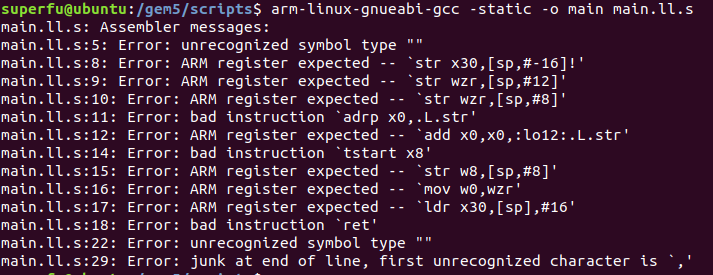 superfu@ubuntu:/gem5/scripts$ arm-linux-gnueabi-gcc -static -o main main.ll.s
main.ll.s: Assembler messages:
main.ll.s:5: Error: unrecognized symbol type ""
main.ll.s:8: Error: ARM register expected -- `str x30,[sp,#-16]!'
main.ll.s:9: Error: ARM register expected -- `str wzr,[sp,#12]'
main.ll.s:10: Error: ARM register expected -- `str wzr,[sp,#8]'
main.ll.s:11: Error: bad instruction `adrp x0,.L.str'
main.ll.s:12: Error: ARM register expected -- `add x0,x0,:lo12:.L.str'
main.ll.s:14: Error: bad instruction `tstart x8'
main.ll.s:15: Error: ARM register expected -- `str w8,[sp,#8]'
main.ll.s:16: Error: ARM register expected -- `mov w0,wzr'
main.ll.s:17: Error: ARM register expected -- `ldr x30,[sp],#16'
main.ll.s:18: Error: bad instruction `ret'
main.ll.s:22: Error: unrecognized symbol type ""
main.ll.s:29: Error: junk at end of line, first unrecognized character is `,'